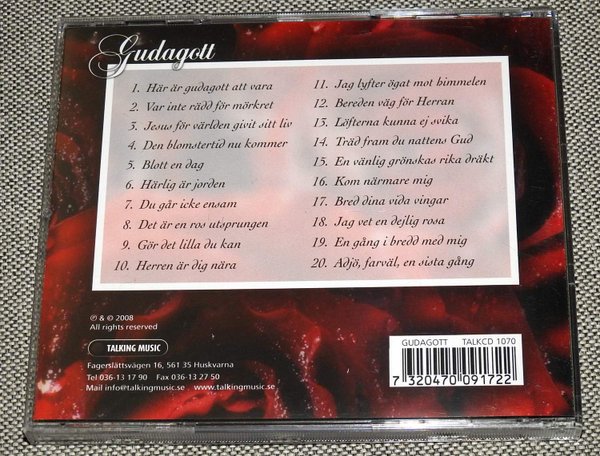 Gudagott
1. Här är gudagott att vara
2. Var inte rädd för mörkret
3. Jesus för världen givit sitt liv
4. Den blomstertid nu kommer
5. Blott en dag
6. Härlig är jorden
7. Du går icke ensam
8. Det är en ros utsprungen
9. Gör det lilla du kan
10. Herren är dig nära
11. Jag lyfter ögat mot himmelen
12. Bereden väg för Herran
13. Löfterna kunna ej svika
14. Träd fram du nattens Gud
15. En vänlig grönskas rika dräkt
16. Kom närmare mig
17. Bred dina vida vingar
18. Jag vet en dejlig rosa
19. En gång i bredd med mig
20. Adjö, farväl, en sista gång
℗ & © 2008
All rights reserved
TALKING MUSIC
Fagerslättsvägen 16, 561 35 Huskvarna
Tel 036-13 17 90 Fax 036-13 27 50
Mail info@talkingmusic.se www.talkingmusic.se
GUDAGOTT TALKCD 1070
7 320470 091722